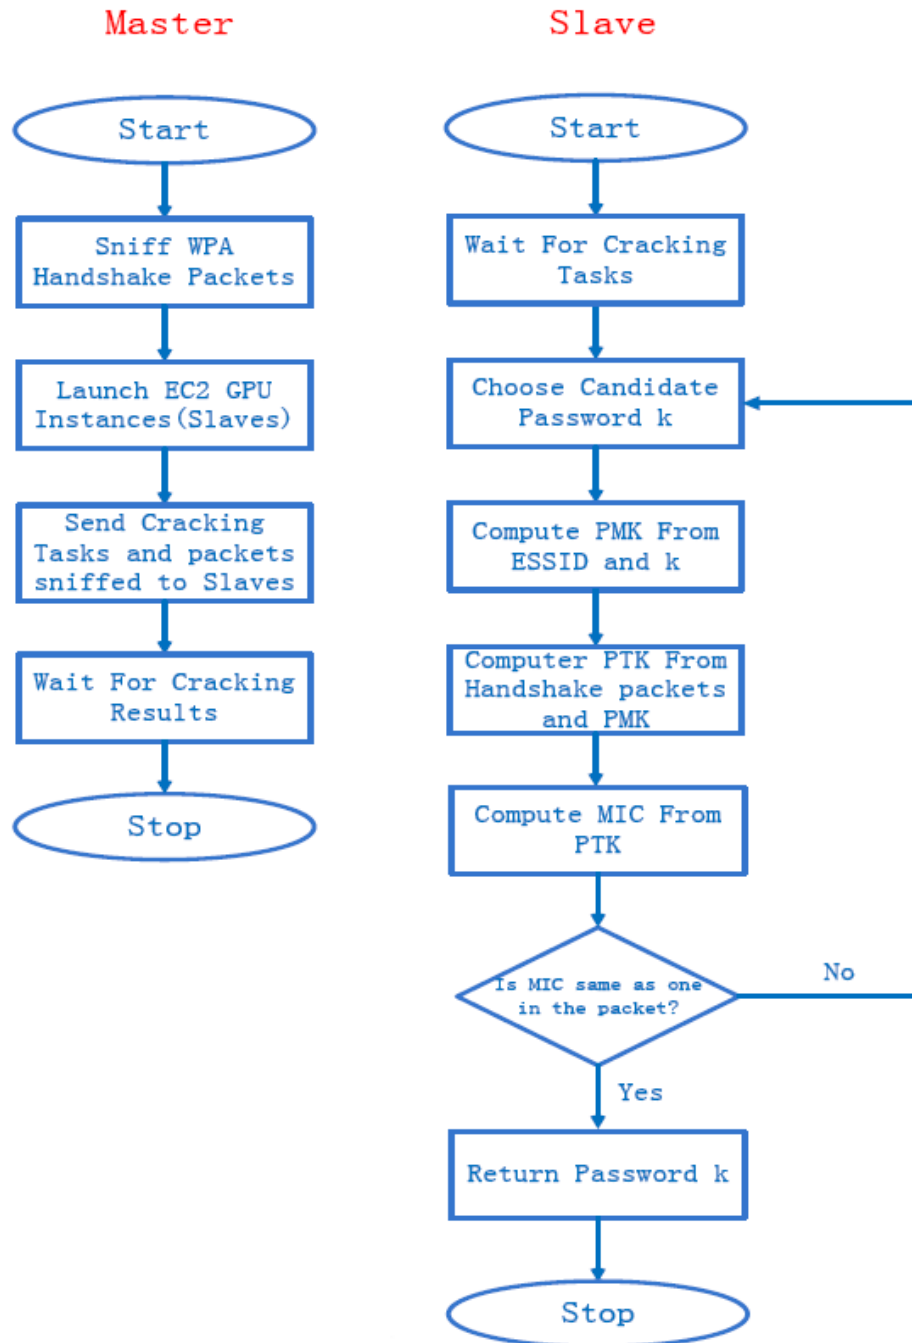 Master
Start
Sniff WPA
Handshake Packets
Launch EC2 GPU
Instances(Slaves)
Send Cracking
Tasks and packets
sniffed to Slaves
Wait For Cracking
Results
Stop
Slave
Start
Wait For Cracking
Tasks
Choose Candidate
Password k
Compute PMK From
ESSID and k
Computer PTK From
Handshake packets
and PMK
Compute MIC From
PTK
Is MIC same as one
in the packet?
No
Yes
Return Password k
Stop